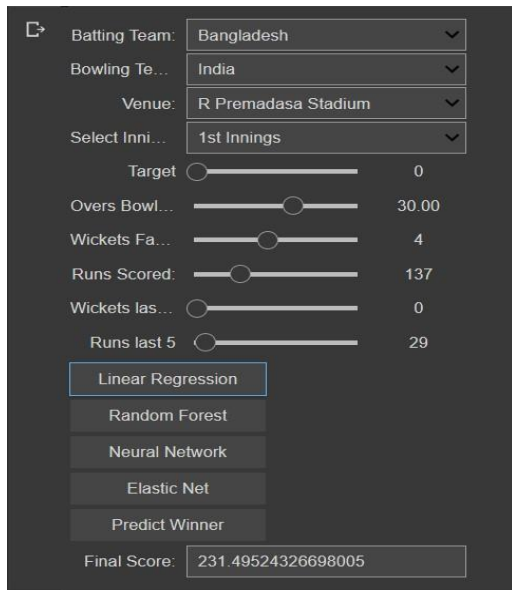 Batting Team: Bangladesh
Bowling Te... India
Venue: R Premadasa Stadium
Select Inni... 1st Innings
Target 0
Overs Bowl... 30.00
Wickets Fa... 4
Runs Scored: 137
Wickets las... 0
Runs last 5 29
Linear Regression
Random Forest
Neural Network
Elastic Net
Predict Winner
Final Score: 231.49524326698005